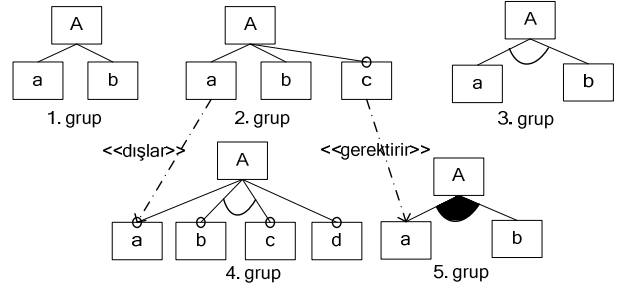 A
A
A
a
b
a
b
c
a
b
1. grup
2. grup
3. grup
<<dışlar>>
<<gerektirir>>
A
A
a
b
c
d
a
b
4. grup
5. grup